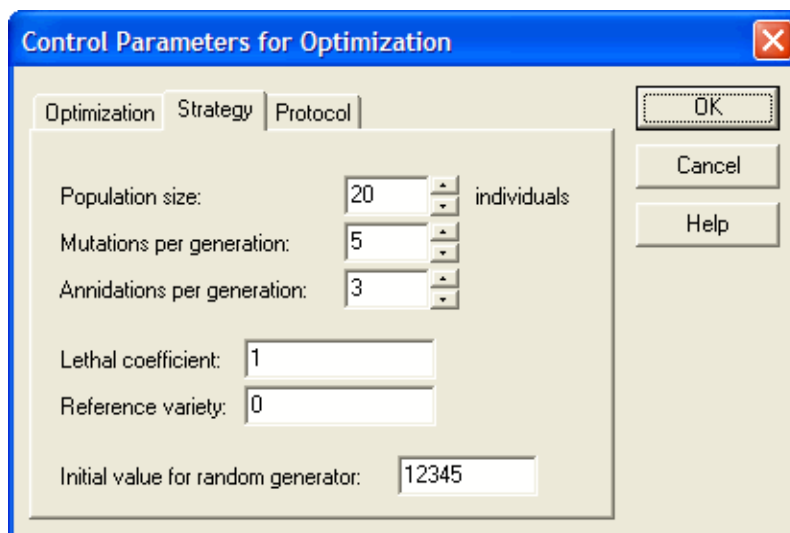 Control Parameters for Optimization
Optimization Strategy Protocol
OK
Cancel
Help
Population size: 20 individuals
Mutations per generation: 5
Annidations per generation: 3
Lethal coefficient: 1
Reference variety: 0
Initial value for random generator: 12345